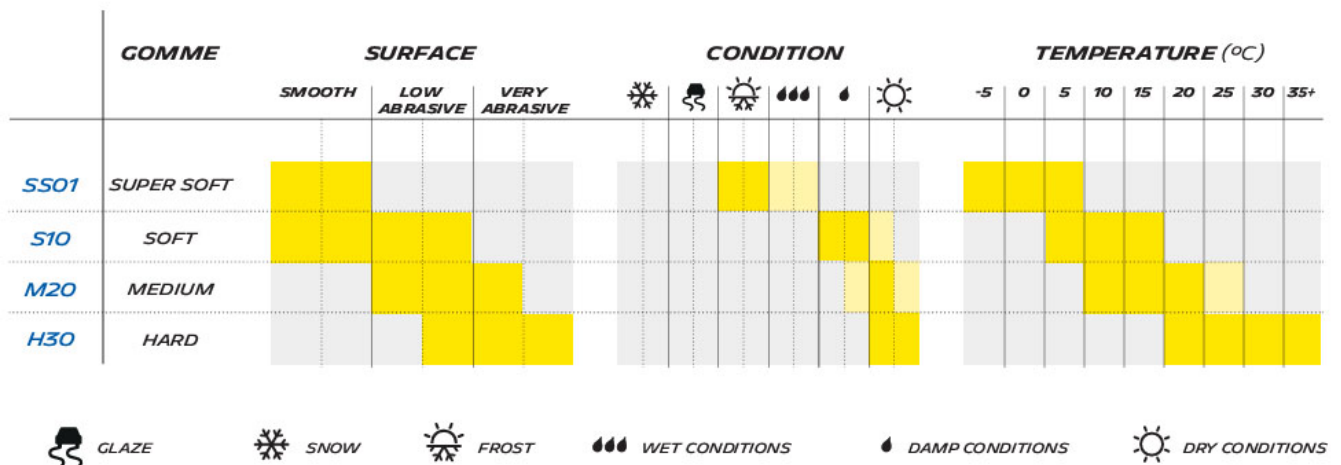 GOMME SURFACE CONDITION TEMPERATURE (ºC)
SMOOTH LOW ABRASIVE VERY ABRASIVE -5 0 5 10 15 20 25 30 35+
SS01 SUPER SOFT
S10 SOFT
M20 MEDIUM
H30 HARD
GLAZE SNOW FROST WET CONDITIONS DAMP CONDITIONS DRY CONDITIONS